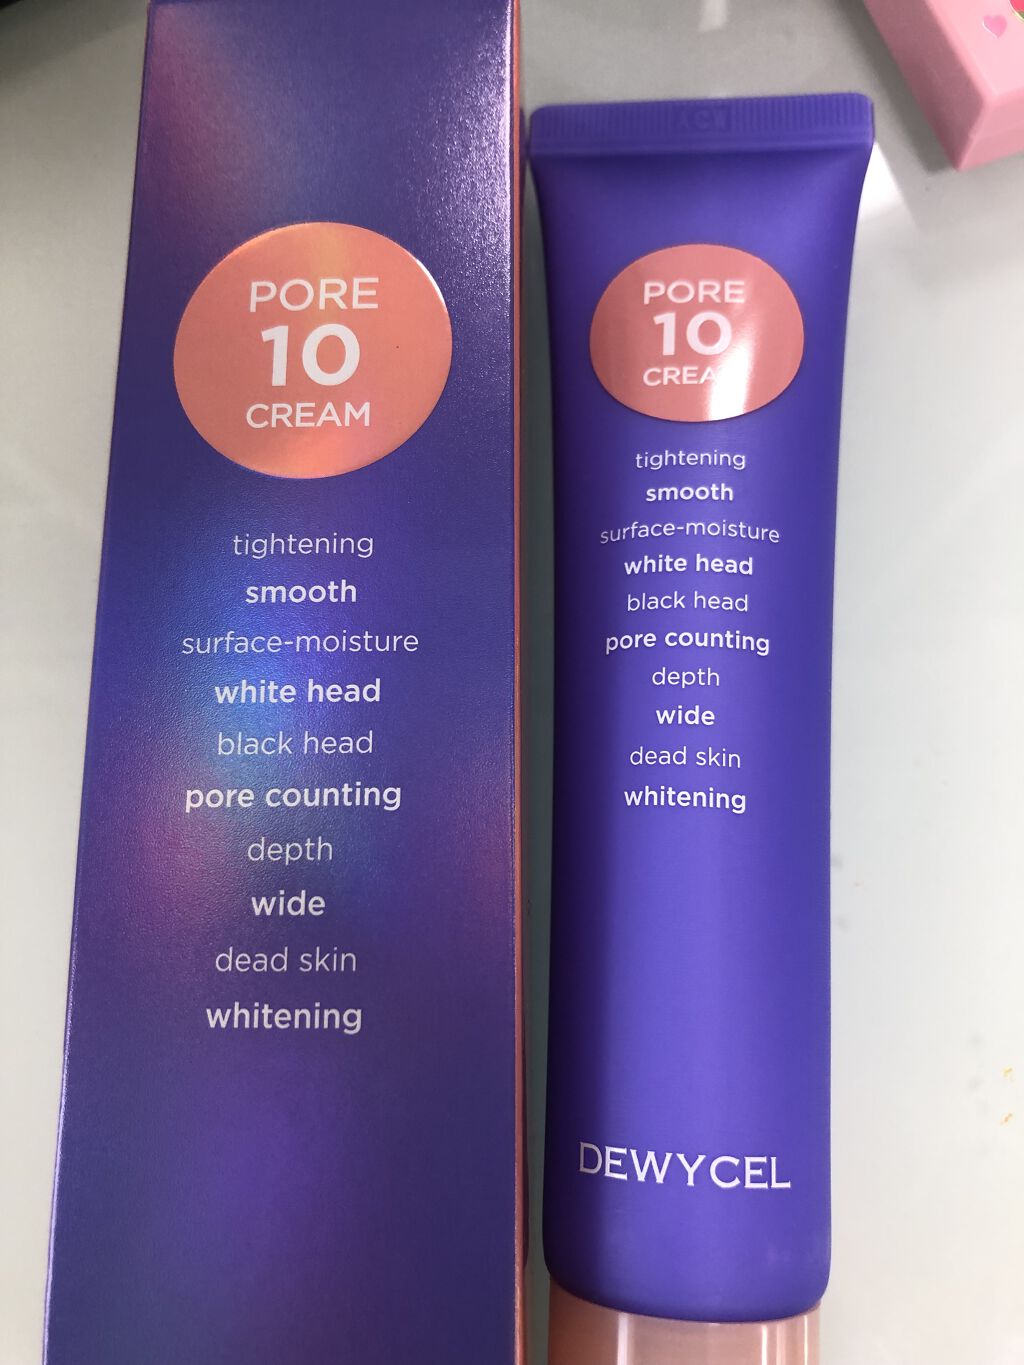 PORE
10
CREAM
tightening
smooth
surface-moisture
white head
black head
pore counting
depth
wide
dead skin
whitening
PORE
10
CREA
tightening
smooth
surface-moisture
white head
black head
pore counting
depth
wide
dead skin
whitening
DEWYCEL